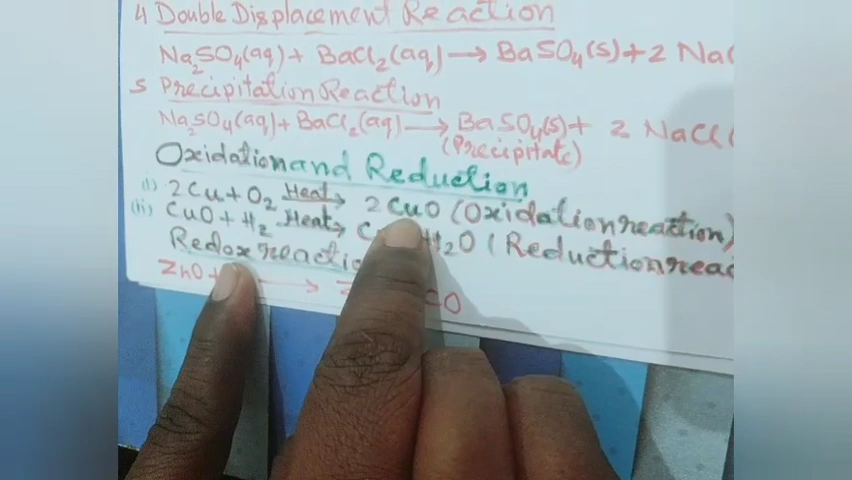 4 Double Displacement Reaction
Na₂SO₄(aq) + BaCl₂(aq) → BaSO₄(s) + 2 Na
5 Precipitation Reaction
Na₂SO₄(aq) + BaCl₂(aq) → BaSO₄(s) + 2 NaCl(
(Precipitate)
Oxidation and Reduction
(i) 2Cu + O₂ Heat→ 2CuO (Oxidation reaction)
(ii) CuO + H₂ Heat→ H₂O (Reduction reac
Redox reactio
ZnO + → CO